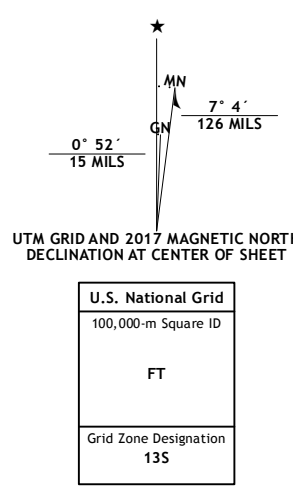 ★
MN
GN
7° 4´
126 MILS
0° 52´
15 MILS
UTM GRID AND 2017 MAGNETIC NORTH
DECLINATION AT CENTER OF SHEET
U.S. National Grid
100,000-m Square ID
FT
Grid Zone Designation
13S